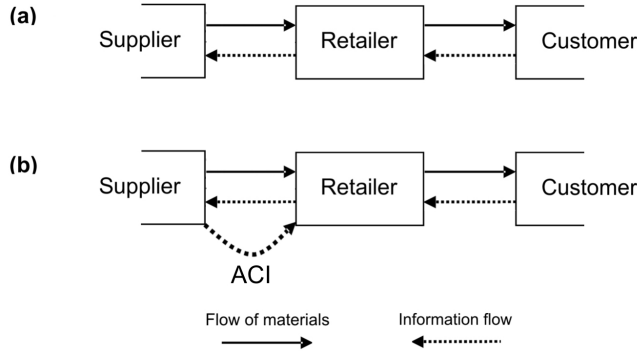 (a)
Supplier Retailer Customer
(b)
Supplier Retailer Customer
ACI
Flow of materials Information flow